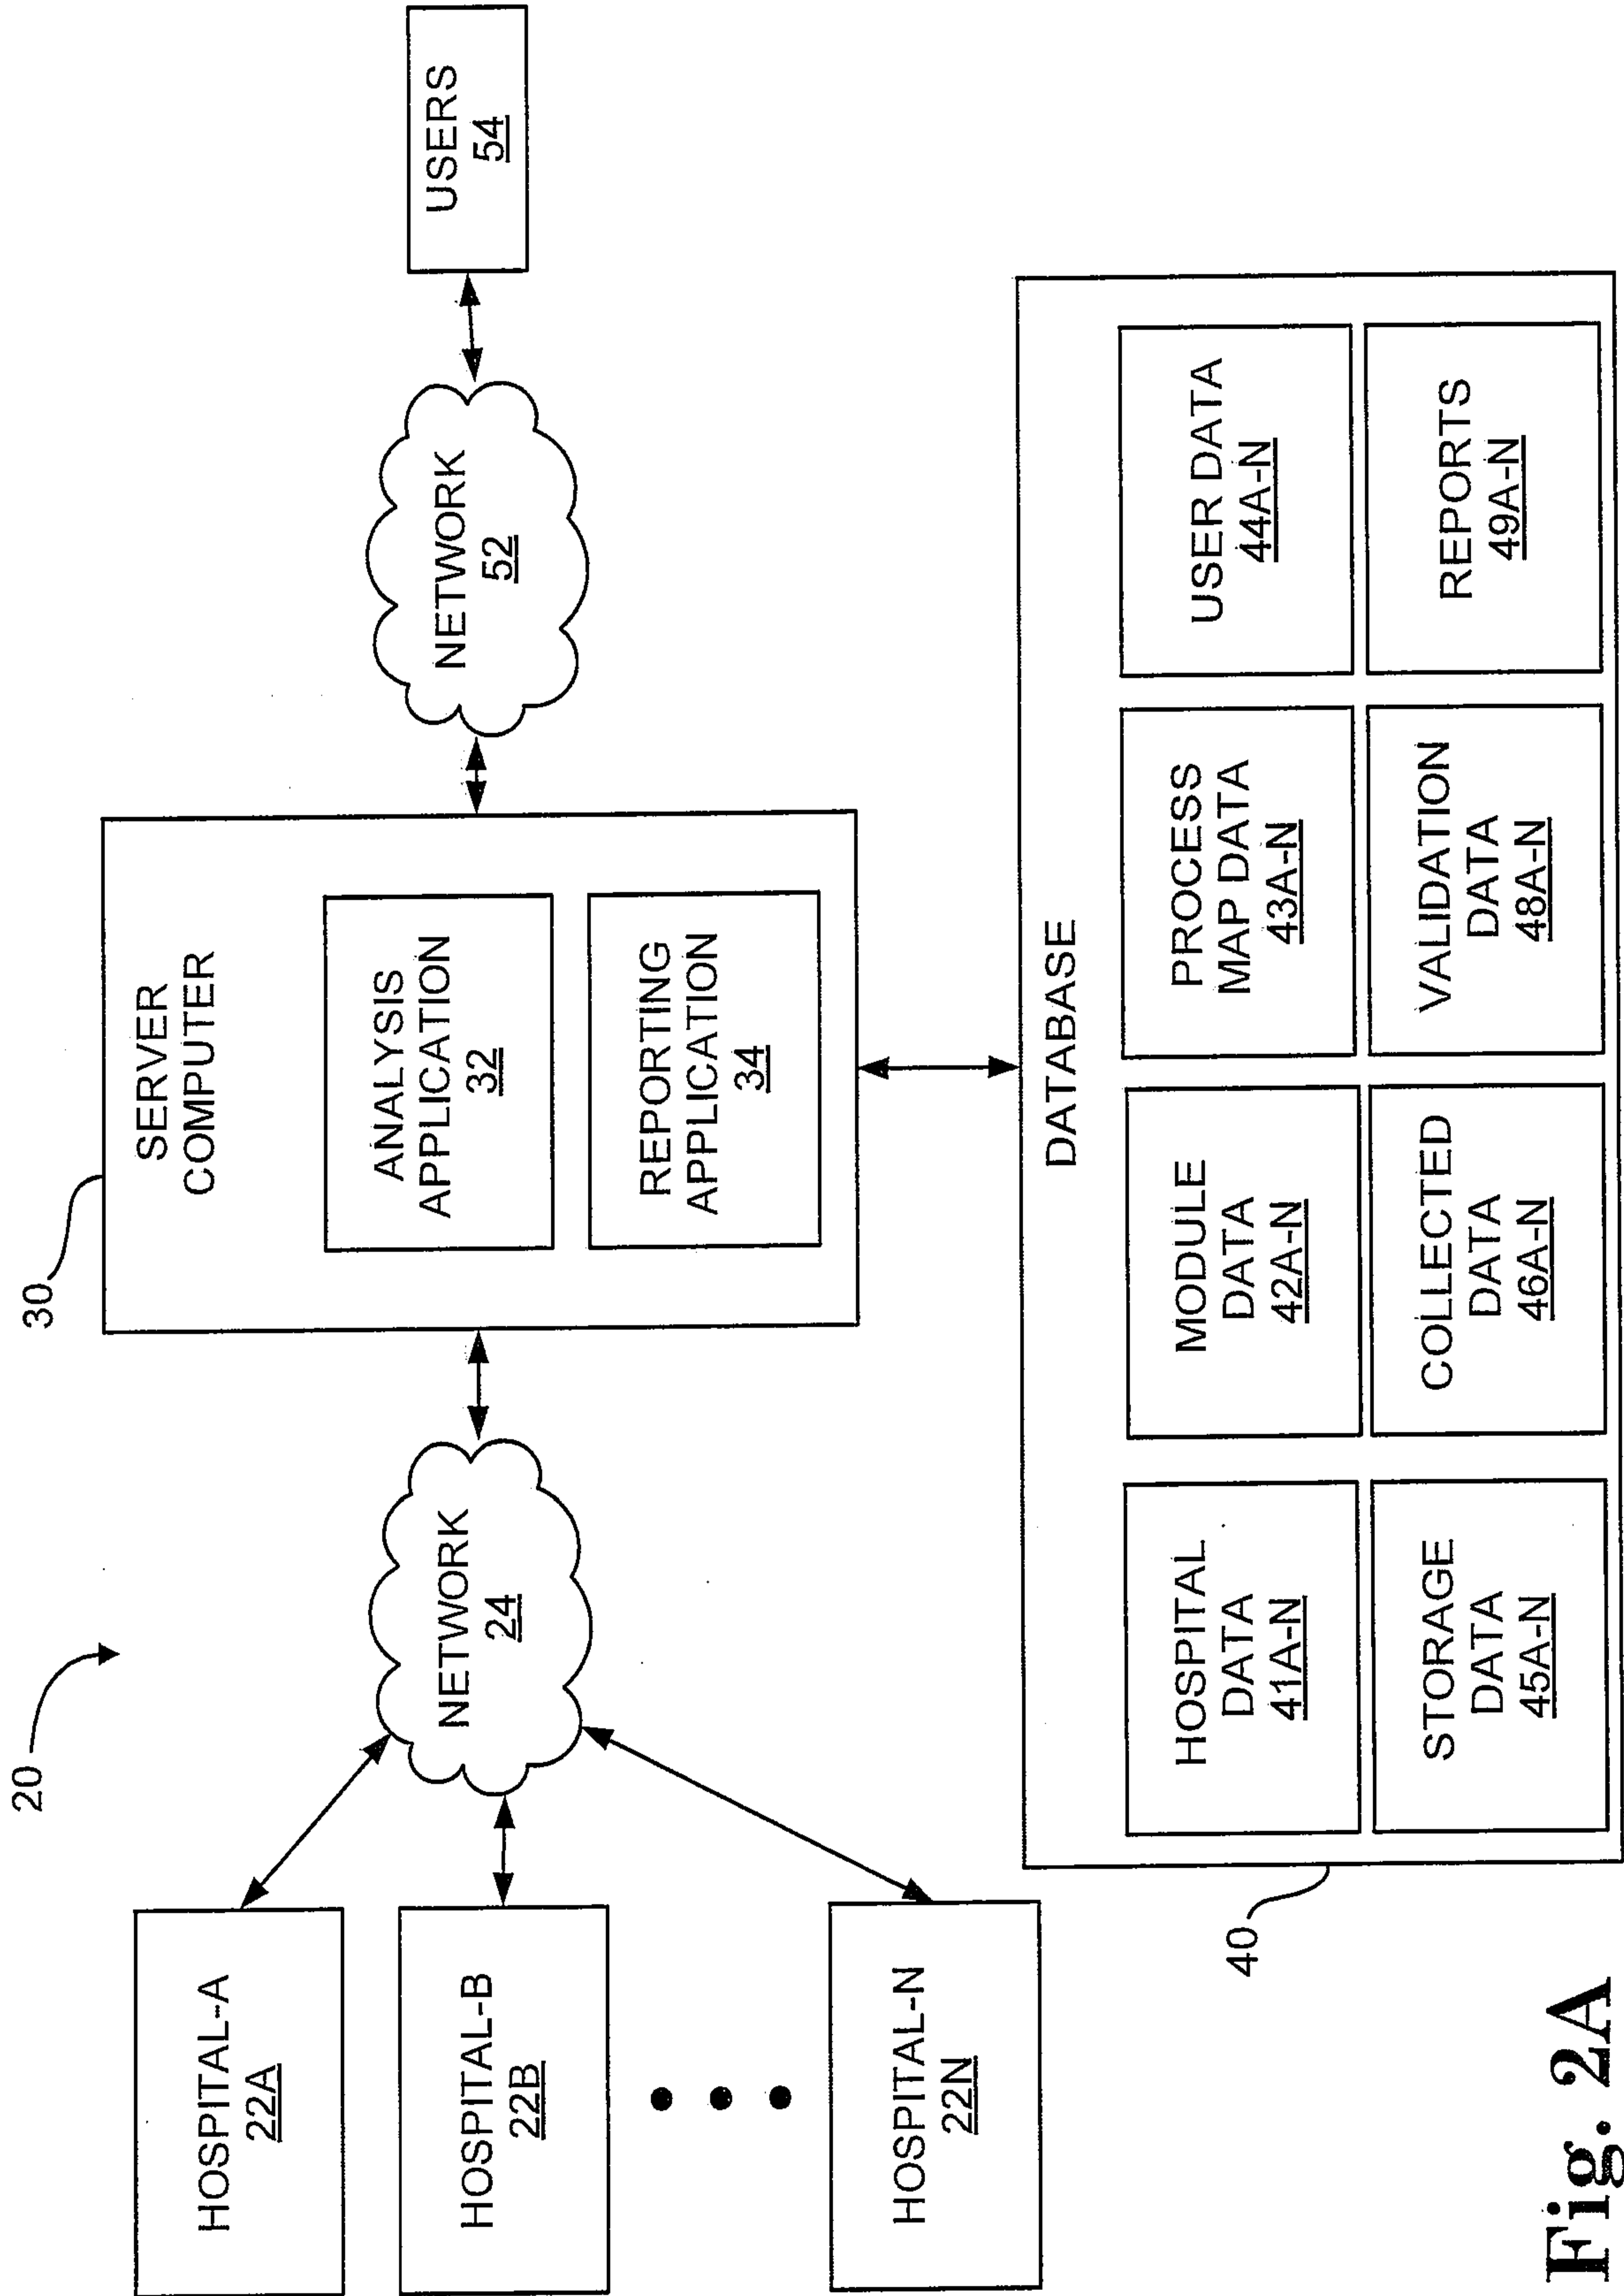 20
30
HOSPITAL-A
22A
HOSPITAL-B
22B
HOSPITAL-N
22N
NETWORK
24
SERVER
COMPUTER
ANALYSIS
APPLICATION
32
REPORTING
APPLICATION
34
NETWORK
52
USERS
54
40
DATABASE
HOSPITAL
DATA
41A-N
MODULE
DATA
42A-N
PROCESS
MAP DATA
43A-N
USER DATA
44A-N
STORAGE
DATA
45A-N
COLLECTED
DATA
46A-N
VALIDATION
DATA
48A-N
REPORTS
49A-N
Fig. 2A